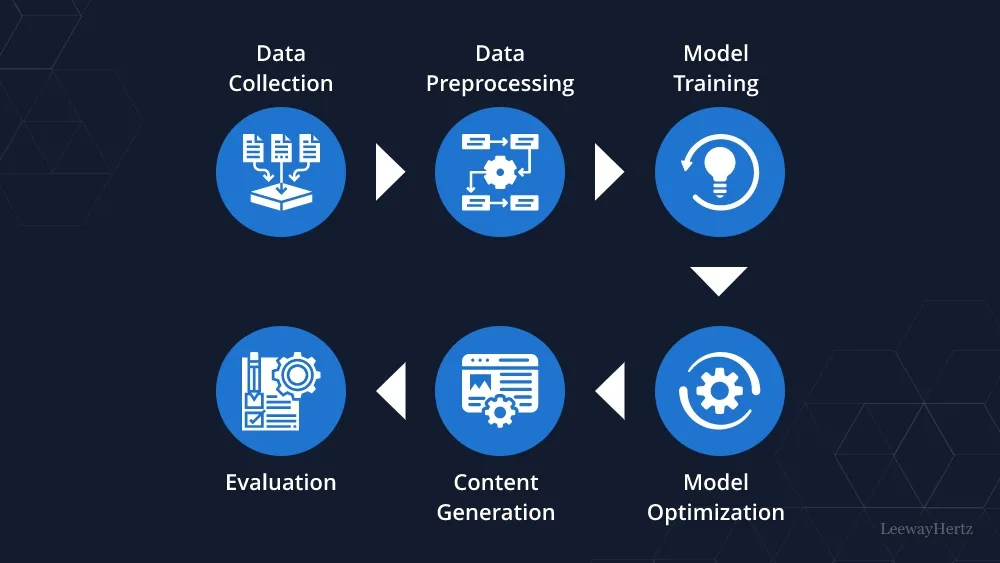 Data
Collection
Data
Preprocessing
Model
Training
Evaluation
Content
Generation
Model
Optimization
LeewayHertz